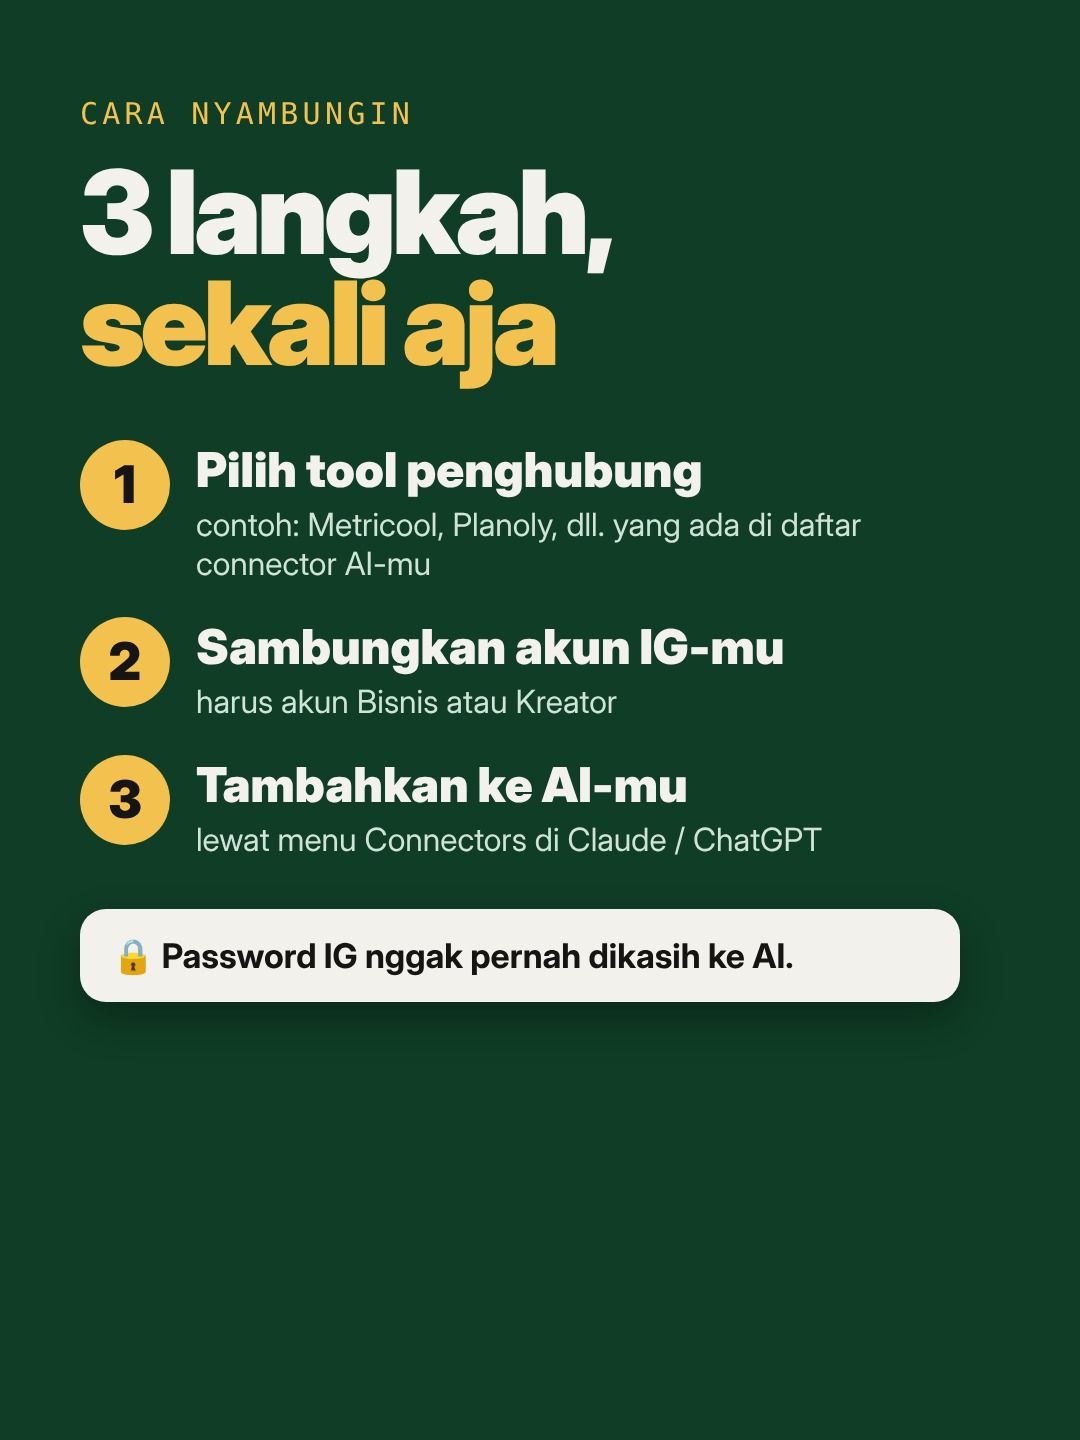 CARA NYAMBUNGIN
3 langkah,
sekali aja
1
Pilih tool penghubung
contoh: Metricool, Planoly, dll. yang ada di daftar
connector AI-mu
2
Sambungkan akun IG-mu
harus akun Bisnis atau Kreator
3
Tambahkan ke AI-mu
lewat menu Connectors di Claude / ChatGPT
🔒 Password IG nggak pernah dikasih ke AI.